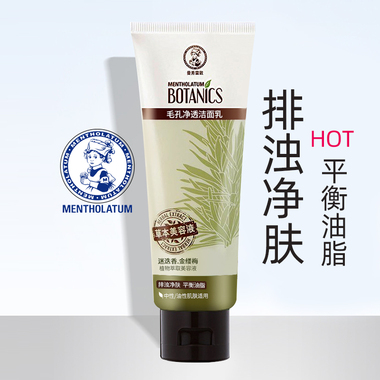 曼秀雷敦
MENTHOLATUM
BOTANICS
毛孔净透洁面乳
HERBAL EXTRACT
草本美容液
迷迭香、金缕梅
植物萃取美容液
排浊净肤 平衡油脂
中性/油性肌肤适用
MENTHOLATUM
MENTHOLATUM
排浊净肤
HOT
平衡油脂